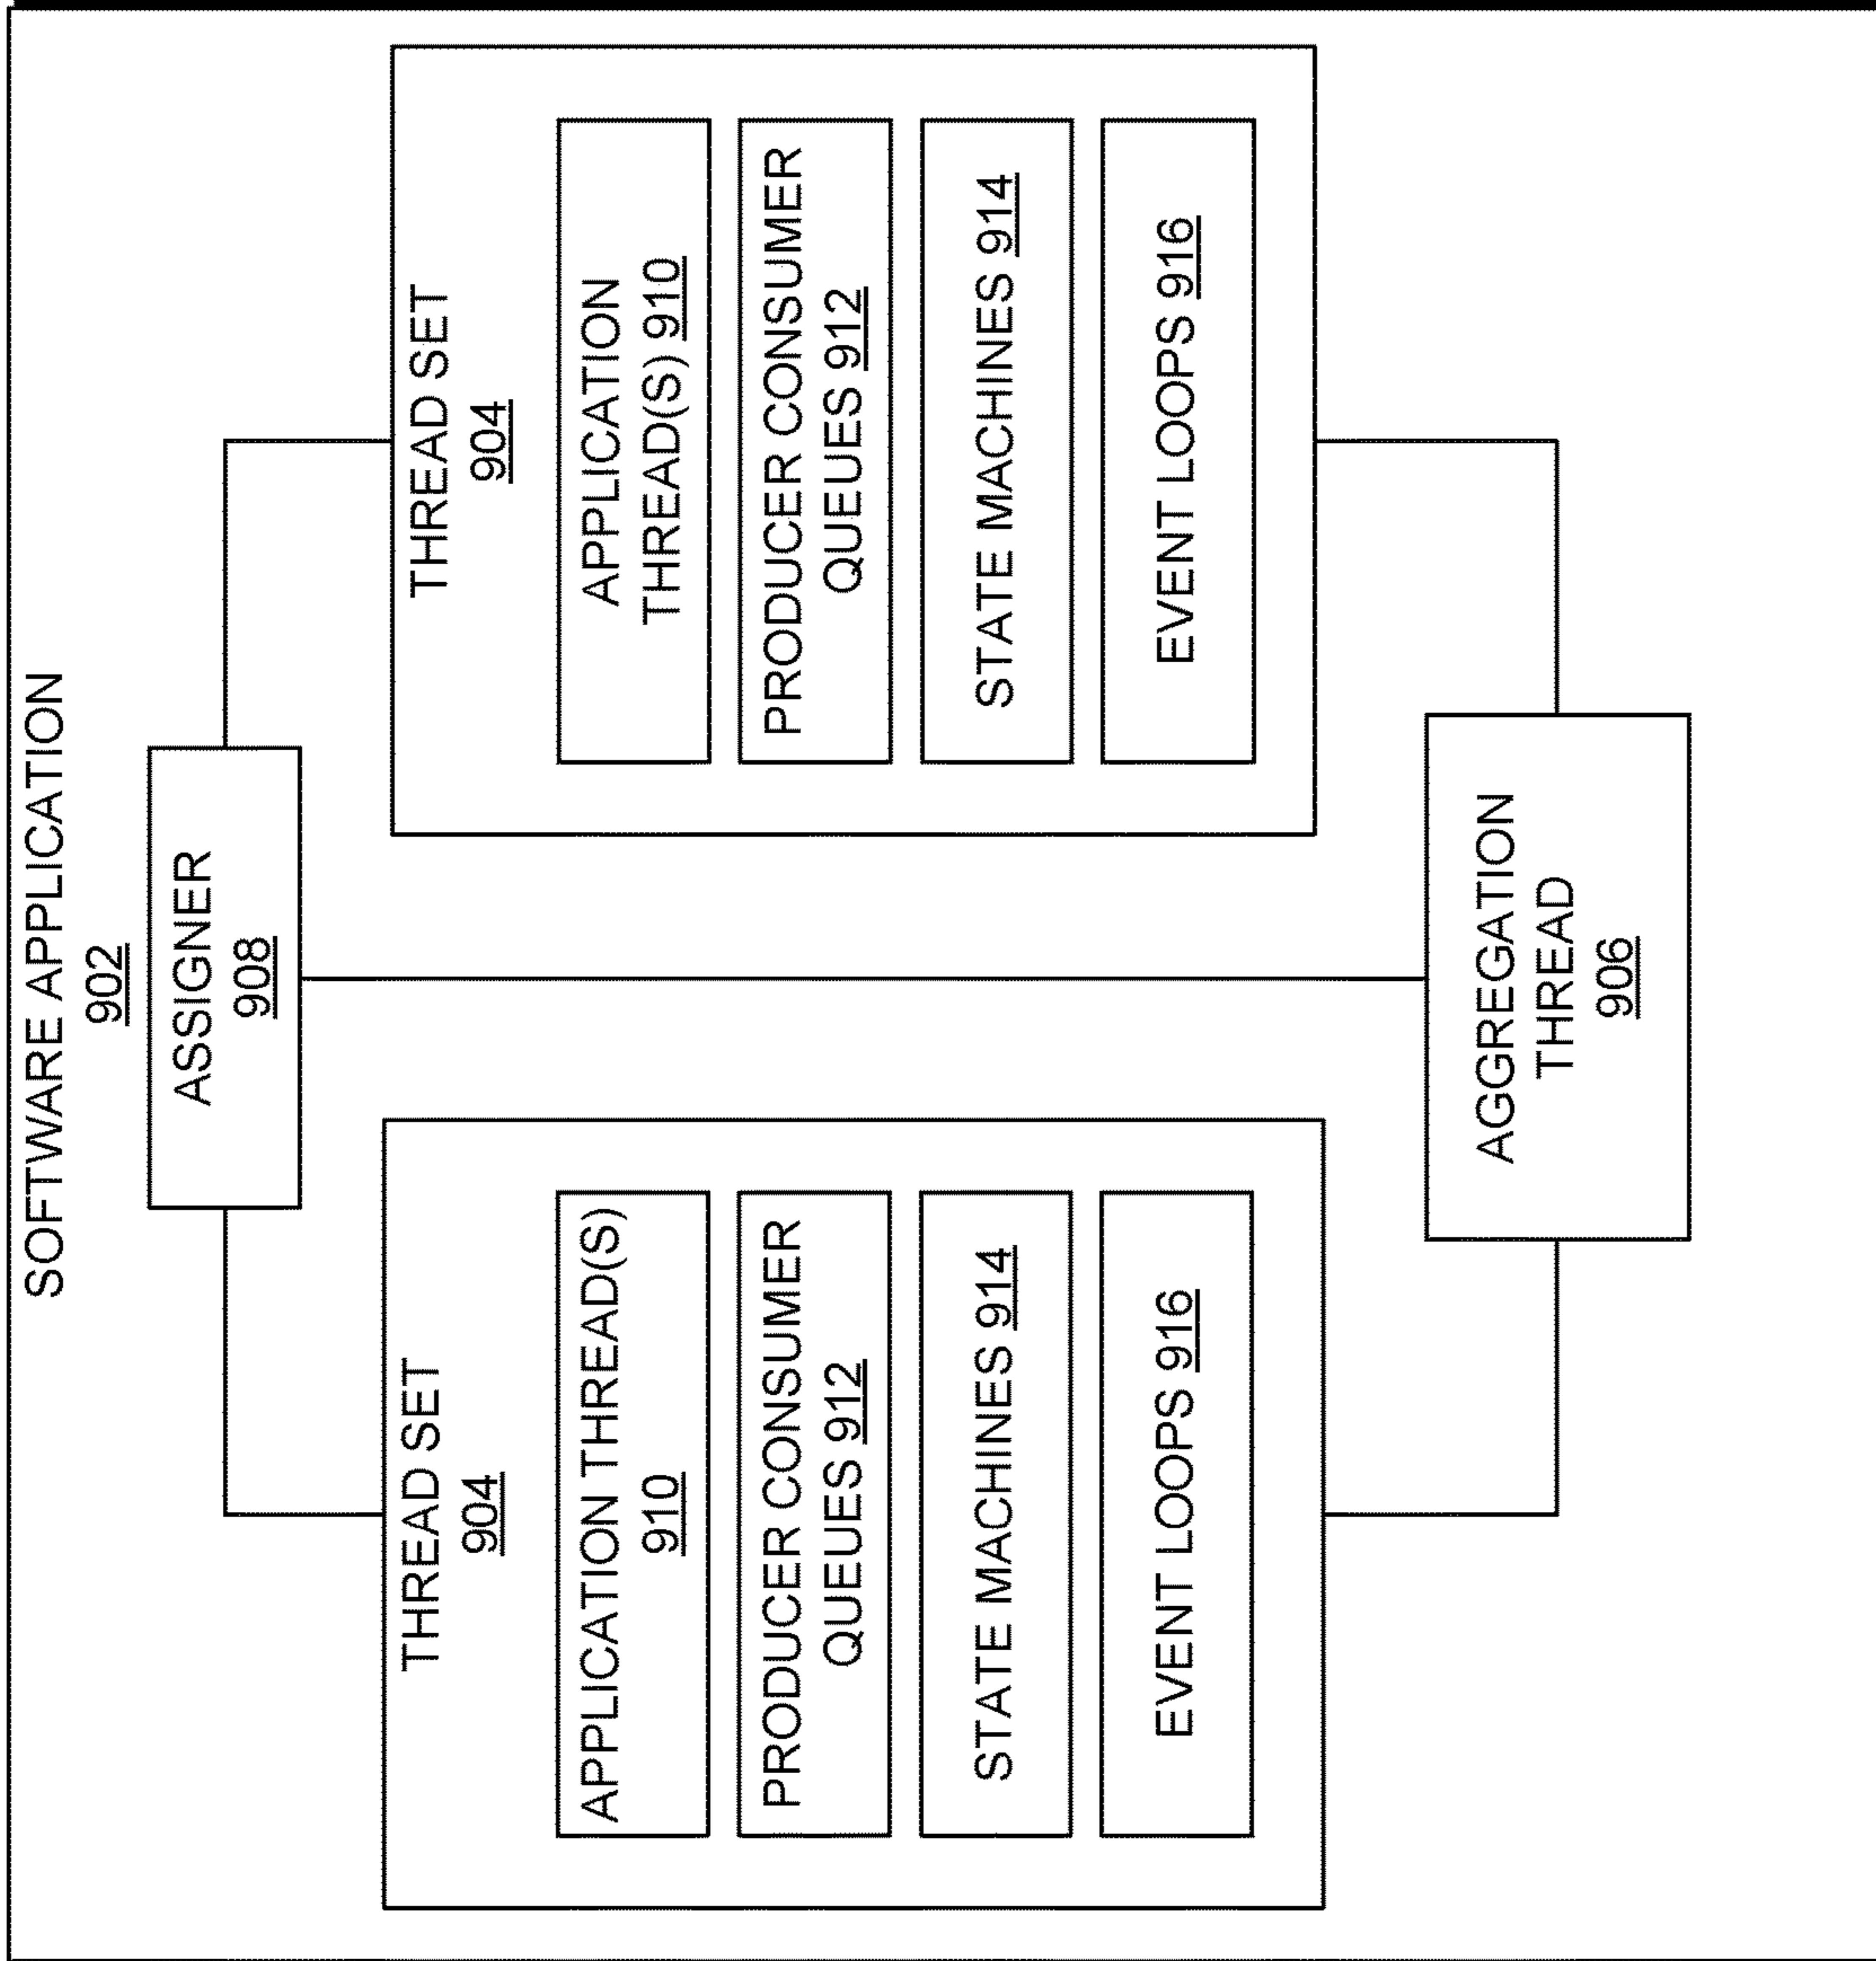 SOFTWARE APPLICATION
902
ASSIGNER
908
THREAD SET
904
APPLICATION THREAD(S)
910
PRODUCER CONSUMER
QUEUES 912
STATE MACHINES 914
EVENT LOOPS 916
THREAD SET
904
APPLICATION
THREAD(S) 910
PRODUCER CONSUMER
QUEUES 912
STATE MACHINES 914
EVENT LOOPS 916
AGGREGATION
THREAD
906